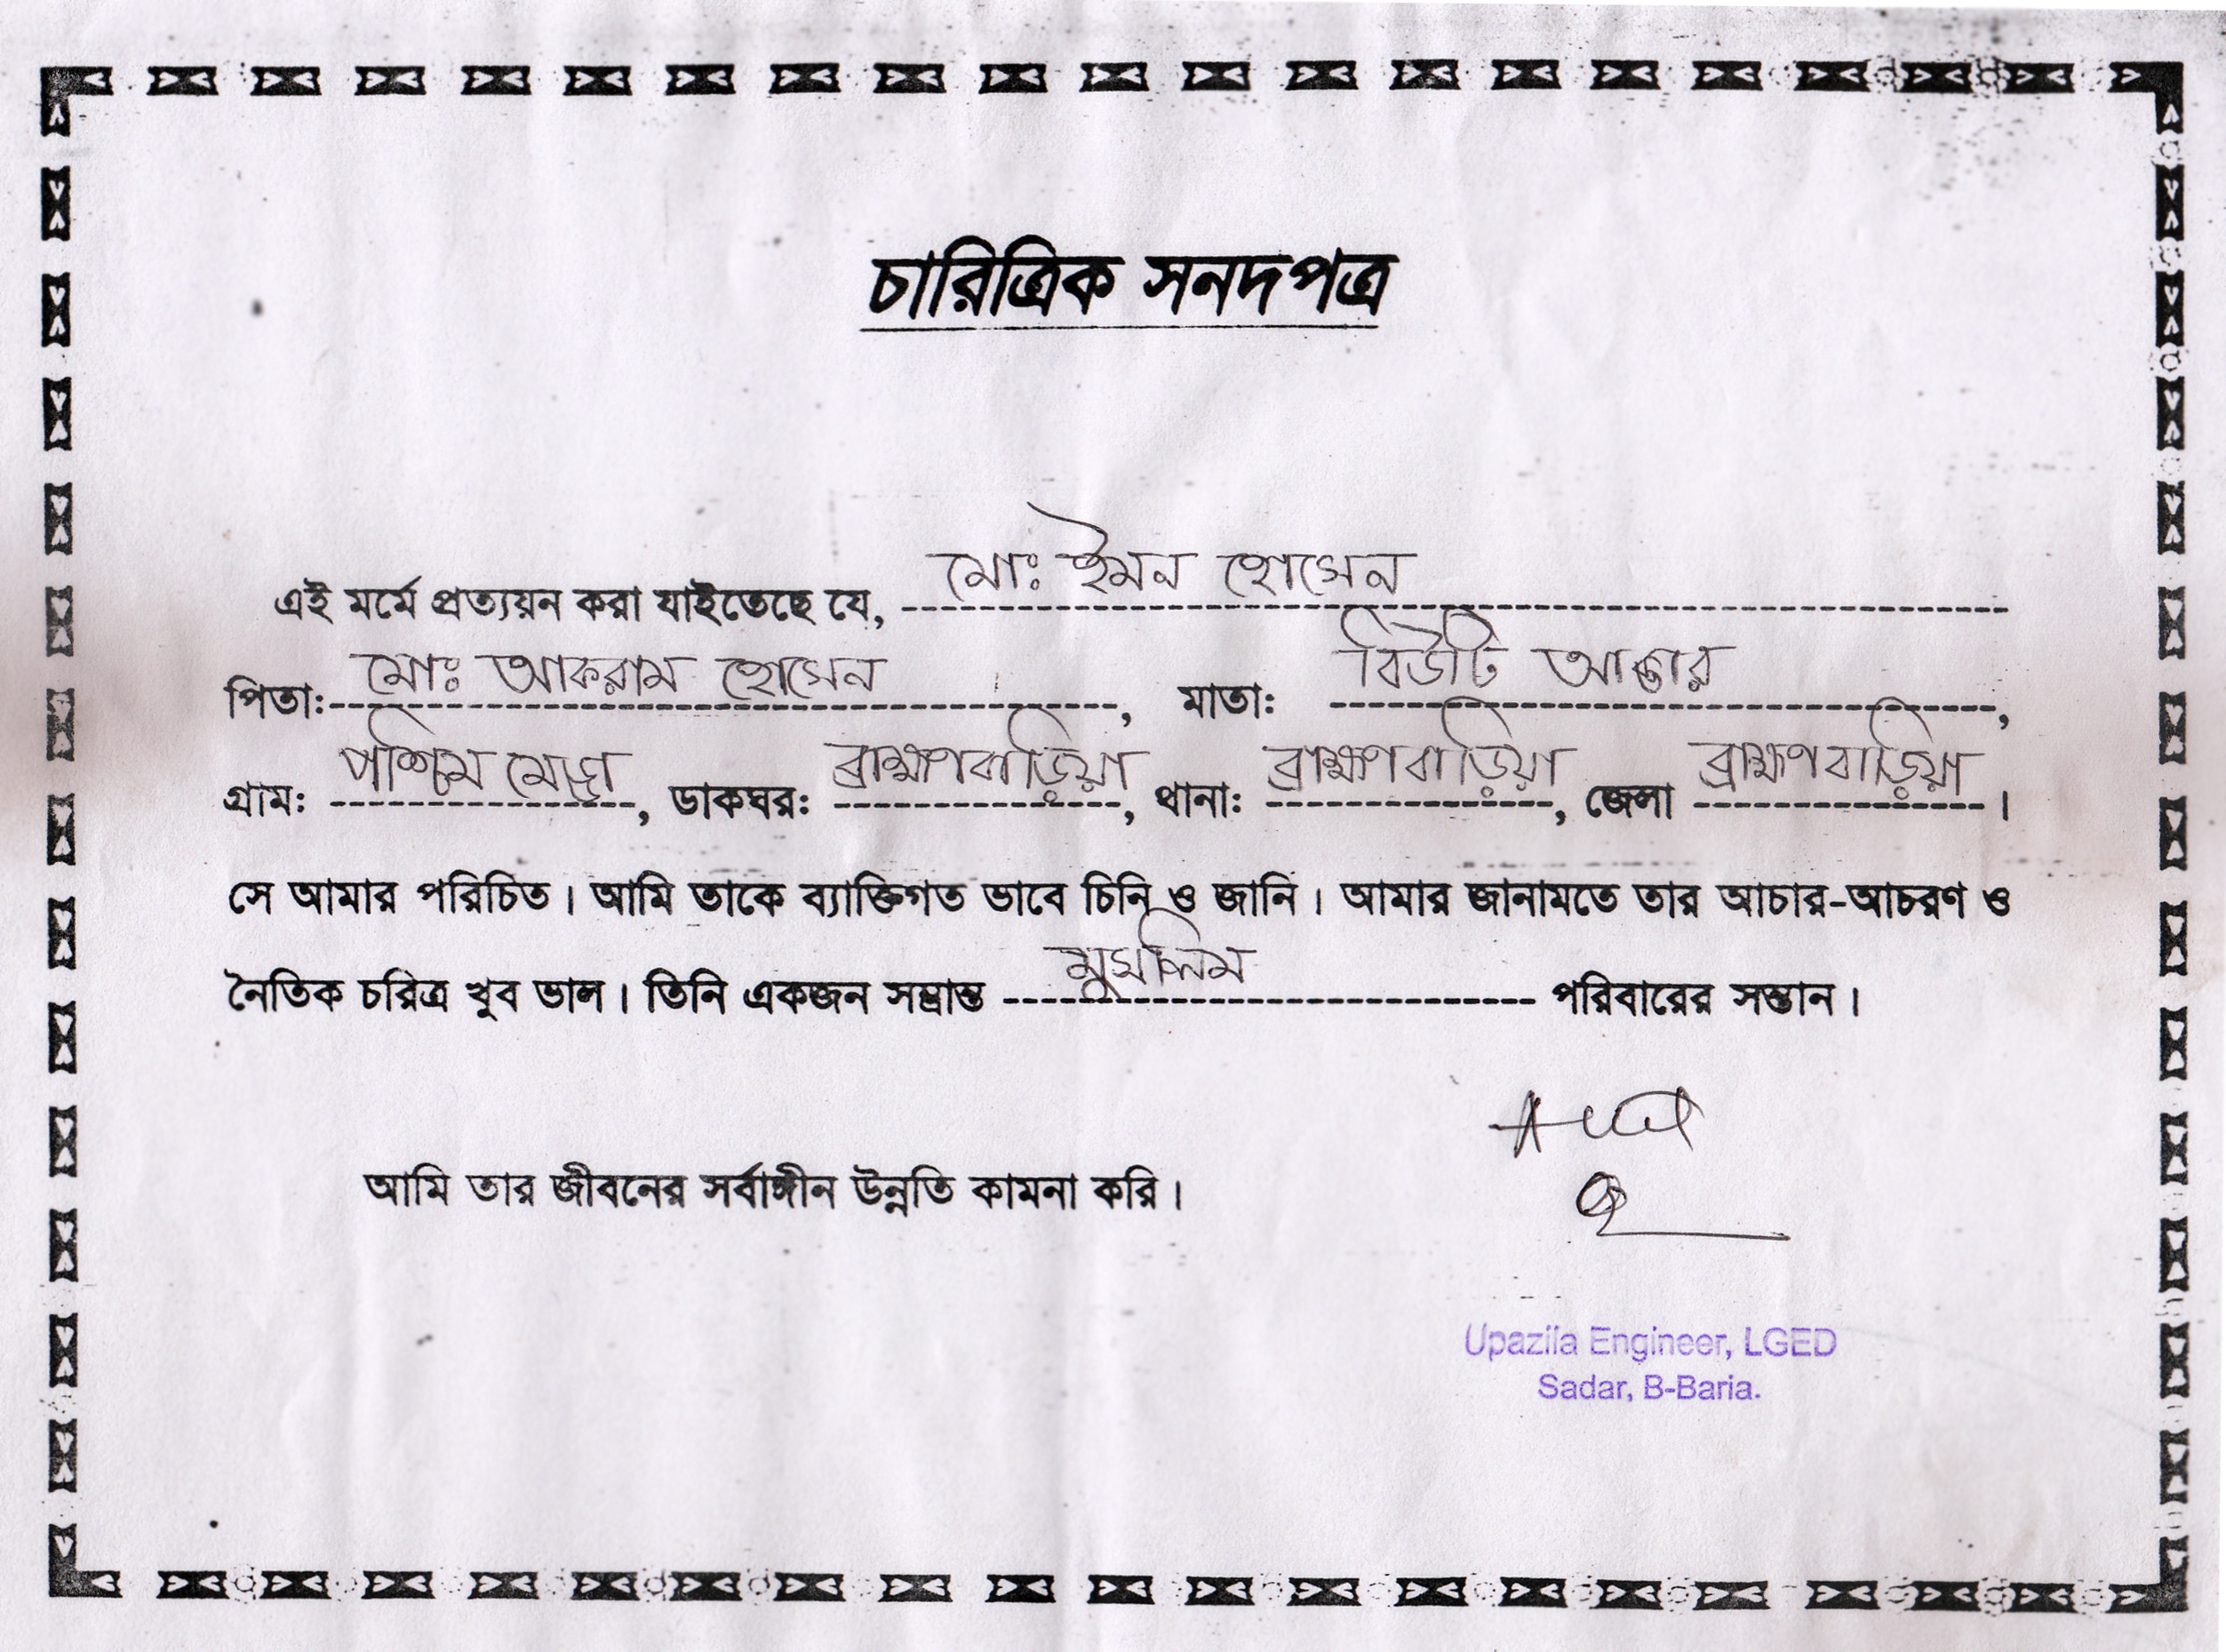 চারিত্রিক সনদপত্র
এই মর্মে প্রত্যয়ন করা যাইতেছে যে, মোঃ ইমন হোসেন
পিতাঃ মোঃ আকরাম হোসেন, মাতাঃ বিউটি আক্তার,
গ্রামঃ পশ্চিম মেড্ডা, ডাকঘরঃ ব্রাহ্মণবাড়িয়া, থানাঃ ব্রাহ্মণবাড়িয়া, জেলা ব্রাহ্মণবাড়িয়া।
সে আমার পরিচিত। আমি তাকে ব্যাক্তিগত ভাবে চিনি ও জানি। আমার জানামতে তার আচার-আচরণ ও
নৈতিক চরিত্র খুব ভাল। তিনি একজন সম্ভ্রান্ত মুসলিম পরিবারের সন্তান।
আমি তার জীবনের সর্বাঙ্গীন উন্নতি কামনা করি।
Upazila Engineer, LGED
Sadar, B-Baria.